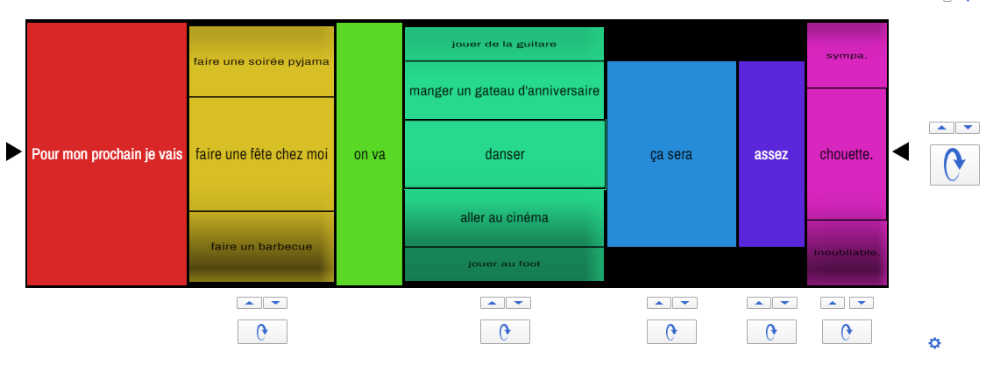 Pour mon prochain je vais
faire une soirée pyjama
faire une fête chez moi
faire un barbecue
on va
jouer de la guitare
manger un gateau d'anniversaire
danser
aller au cinéma
jouer au foot
ça sera
assez
sympa.
chouette.
inoubliable.